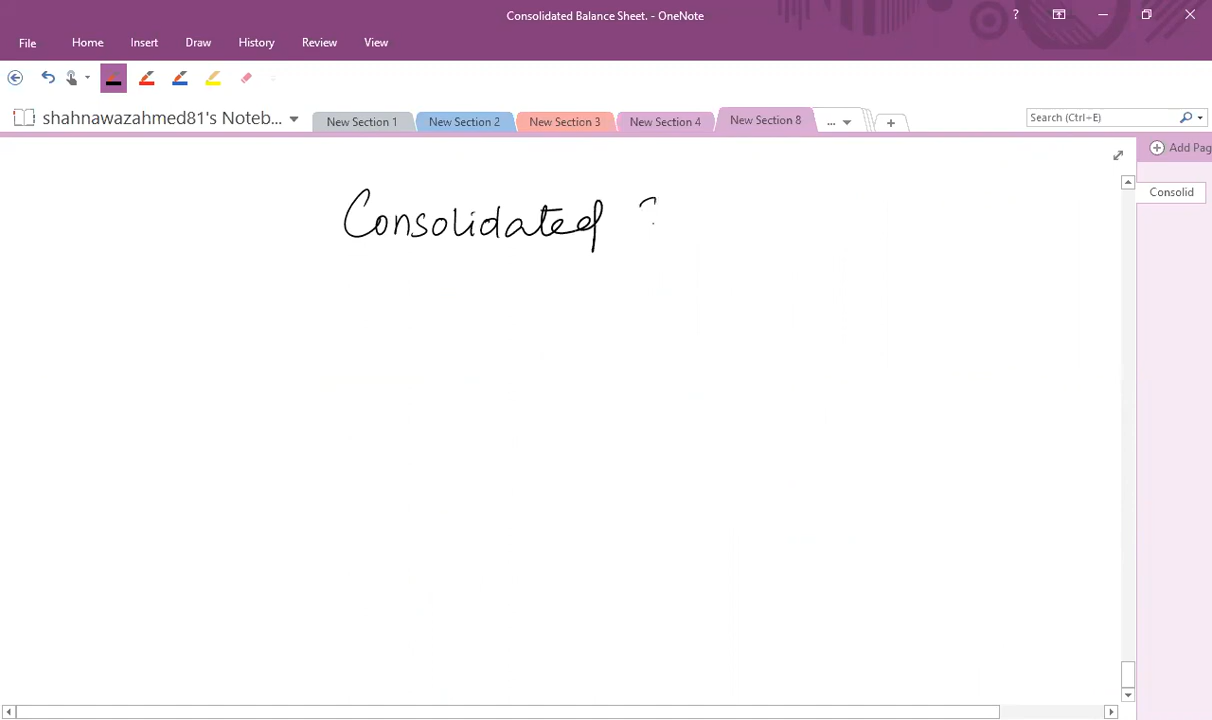 Consolidated Balance Sheet. - OneNote
File Home Insert Draw History Review View
shahnawazahmed81's Noteb... New Section 1 New Section 2 New Section 3 New Section 4 New Section 8 ... Search (Ctrl+E)
Add Pag
Consolid
Consolidated